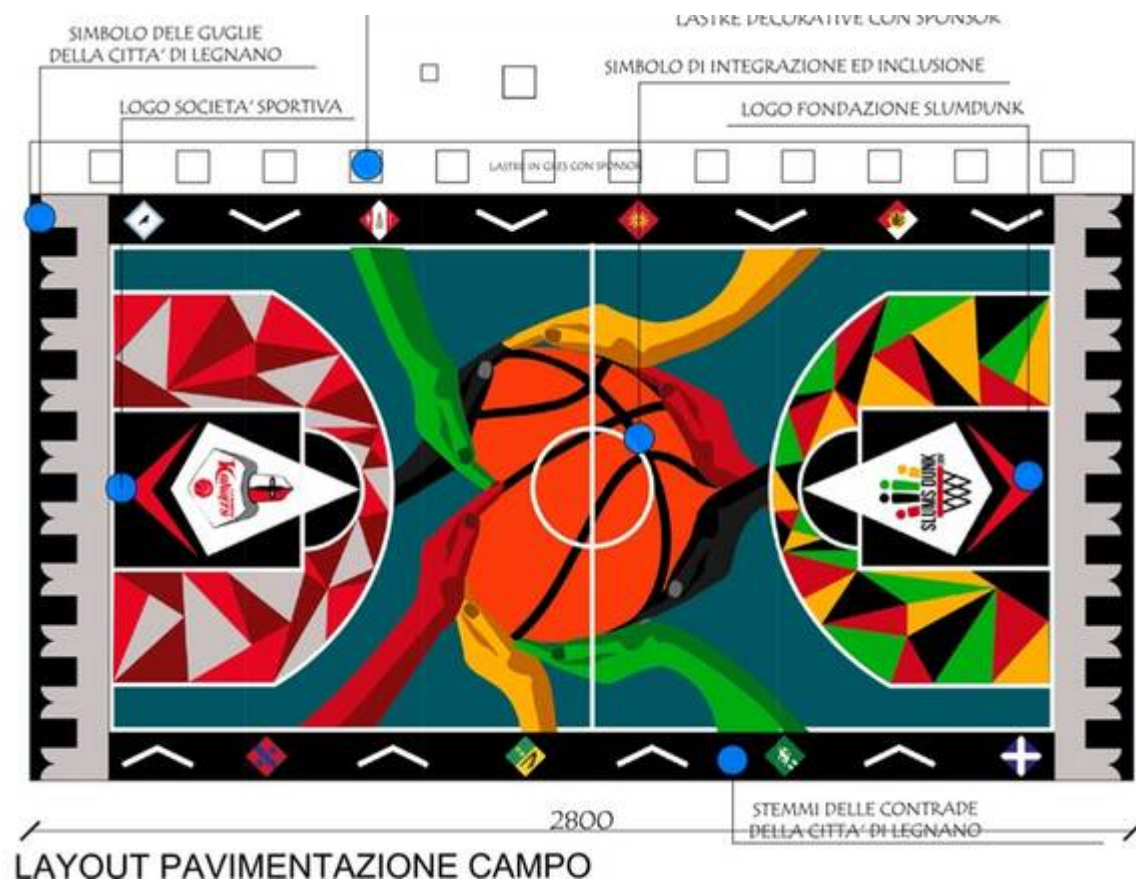 LASTRE DECORATIVE CON SPONSOR
SIMBOLO DELE GUGLIE
DELLA CITTA' DI LEGNANO
SIMBOLO DI INTEGRAZIONE ED INCLUSIONE
LOGO SOCIETA' SPORTIVA
LOGO FONDAZIONE SLUMDUNK
LASTRE IN GRES CON SPONSOR
Knights
SLUMS DUNK
2800
STEMMI DELLE CONTRADE
DELLA CITTA' DI LEGNANO
LAYOUT PAVIMENTAZIONE CAMPO